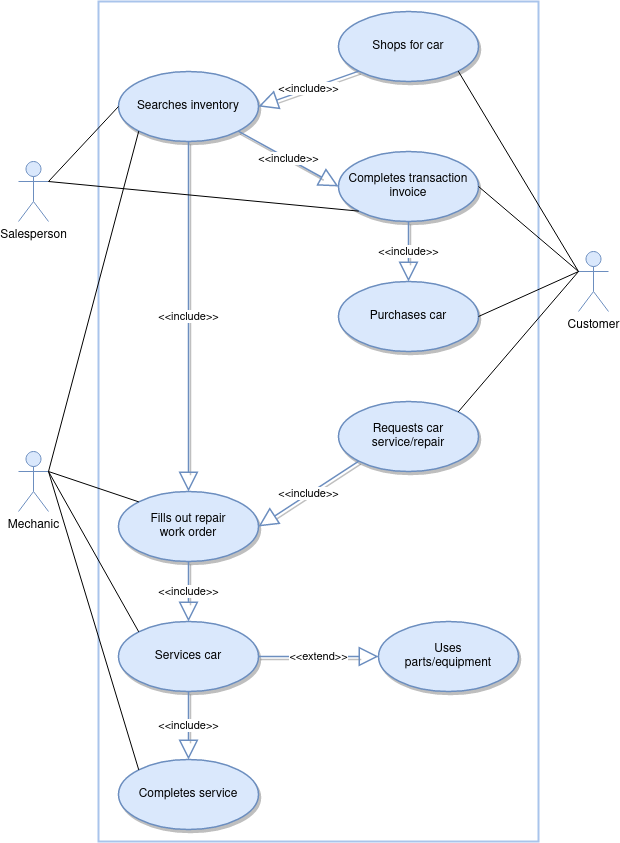 Shops for car
<<include>>
Searches inventory
<<include>>
Completes transaction
invoice
Salesperson
<<include>>
Purchases car
<<include>>
Customer
Requests car
service/repair
<<include>>
Mechanic
Fills out repair
work order
<<include>>
Services car
<<extend>>
Uses
parts/equipment
<<include>>
Completes service